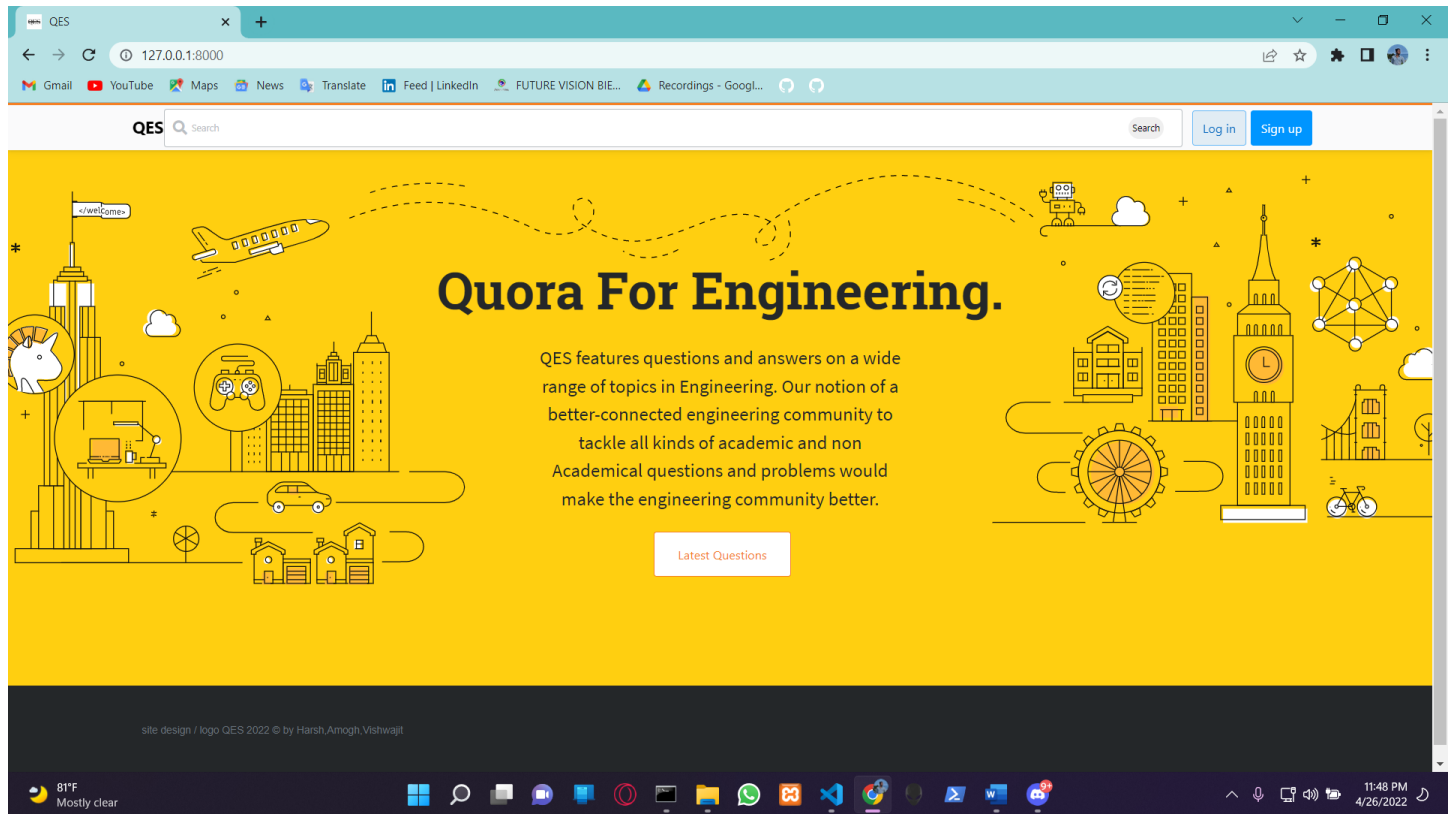 QES
127.0.0.1:8000
Gmail YouTube Maps News Translate Feed | LinkedIn FUTURE VISION BIE... Recordings - Googl...
QES Search Search Log in Sign up
</welcome>
Quora For Engineering.
QES features questions and answers on a wide
range of topics in Engineering. Our notion of a
better-connected engineering community to
tackle all kinds of academic and non
Academical questions and problems would
make the engineering community better.
Latest Questions
site design / logo QES 2022 © by Harsh,Amogh,Vishwajit
81°F
Mostly clear
9+
11:48 PM
4/26/2022